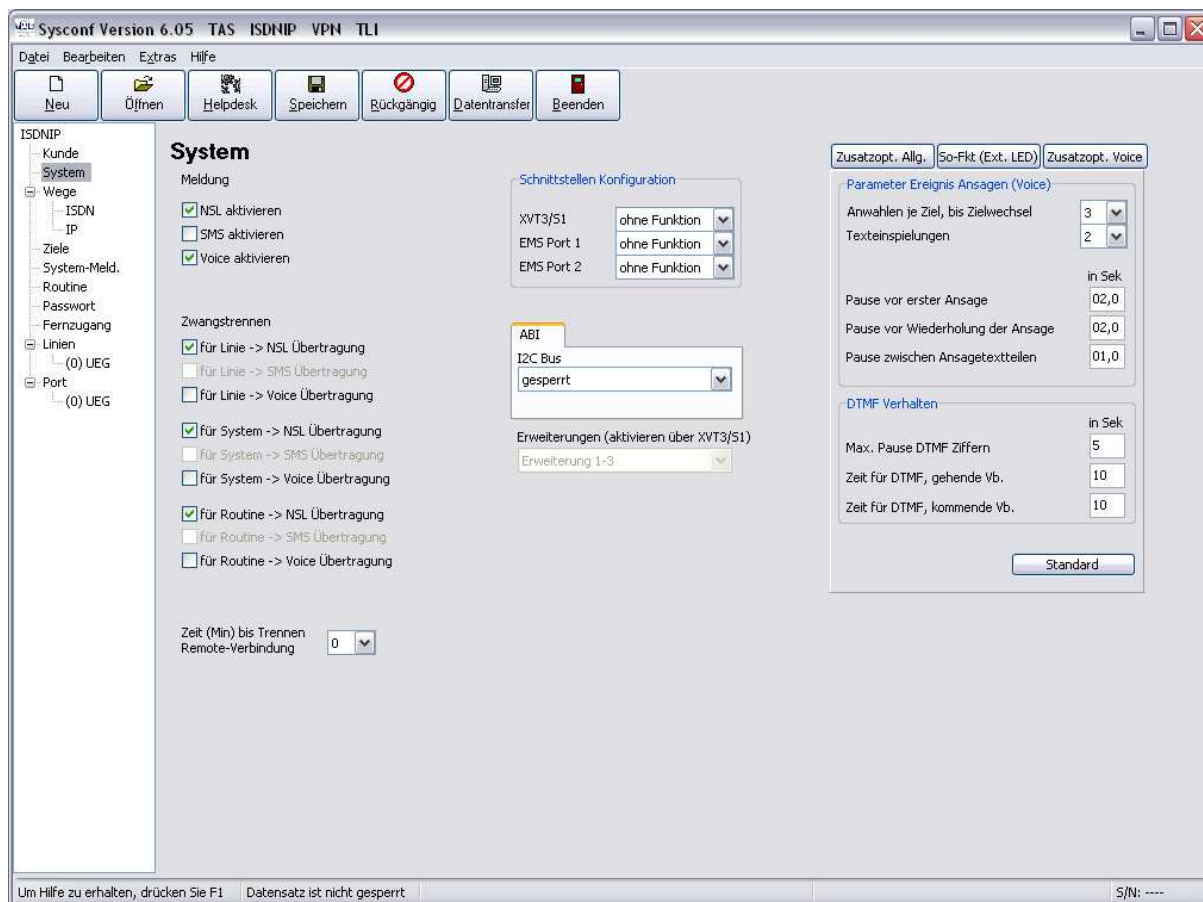 Sysconf Version 6.05 TAS ISDNIP VPN TLI
Datei Bearbeiten Extras Hilfe
Neu Öffnen Helpdesk Speichern Rückgängig Datentransfer Beenden
ISDNIP
Kunde
System
Wege
ISDN
IP
Ziele
System-Meld.
Routine
Passwort
Fernzugang
Linien
(0) UEG
Port
(0) UEG
System
Meldung
NSL aktivieren
SMS aktivieren
Voice aktivieren
Zwangstrennen
für Linie -> NSL Übertragung
für Linie -> SMS Übertragung
für Linie -> Voice Übertragung
für System -> NSL Übertragung
für System -> SMS Übertragung
für System -> Voice Übertragung
für Routine -> NSL Übertragung
für Routine -> SMS Übertragung
für Routine -> Voice Übertragung
Zeit (Min) bis Trennen
Remote-Verbindung 0
Schnittstellen Konfiguration
XVT3/S1 ohne Funktion
EMS Port 1 ohne Funktion
EMS Port 2 ohne Funktion
ABI
I2C Bus
gesperrt
Erweiterungen (aktivieren über XVT3/S1)
Erweiterung 1-3
Zusatzopt. Allg. So-Fkt (Ext. LED) Zusatzopt. Voice
Parameter Ereignis Ansagen (Voice)
Anwahlen je Ziel, bis Zielwechsel 3
Texteinspielungen 2
in Sek
Pause vor erster Ansage 02,0
Pause vor Wiederholung der Ansage 02,0
Pause zwischen Ansagetextteilen 01,0
DTMF Verhalten
in Sek
Max. Pause DTMF Ziffern 5
Zeit für DTMF, gehende Vb. 10
Zeit für DTMF, kommende Vb. 10
Standard
Um Hilfe zu erhalten, drücken Sie F1 Datensatz ist nicht gesperrt S/N: ----